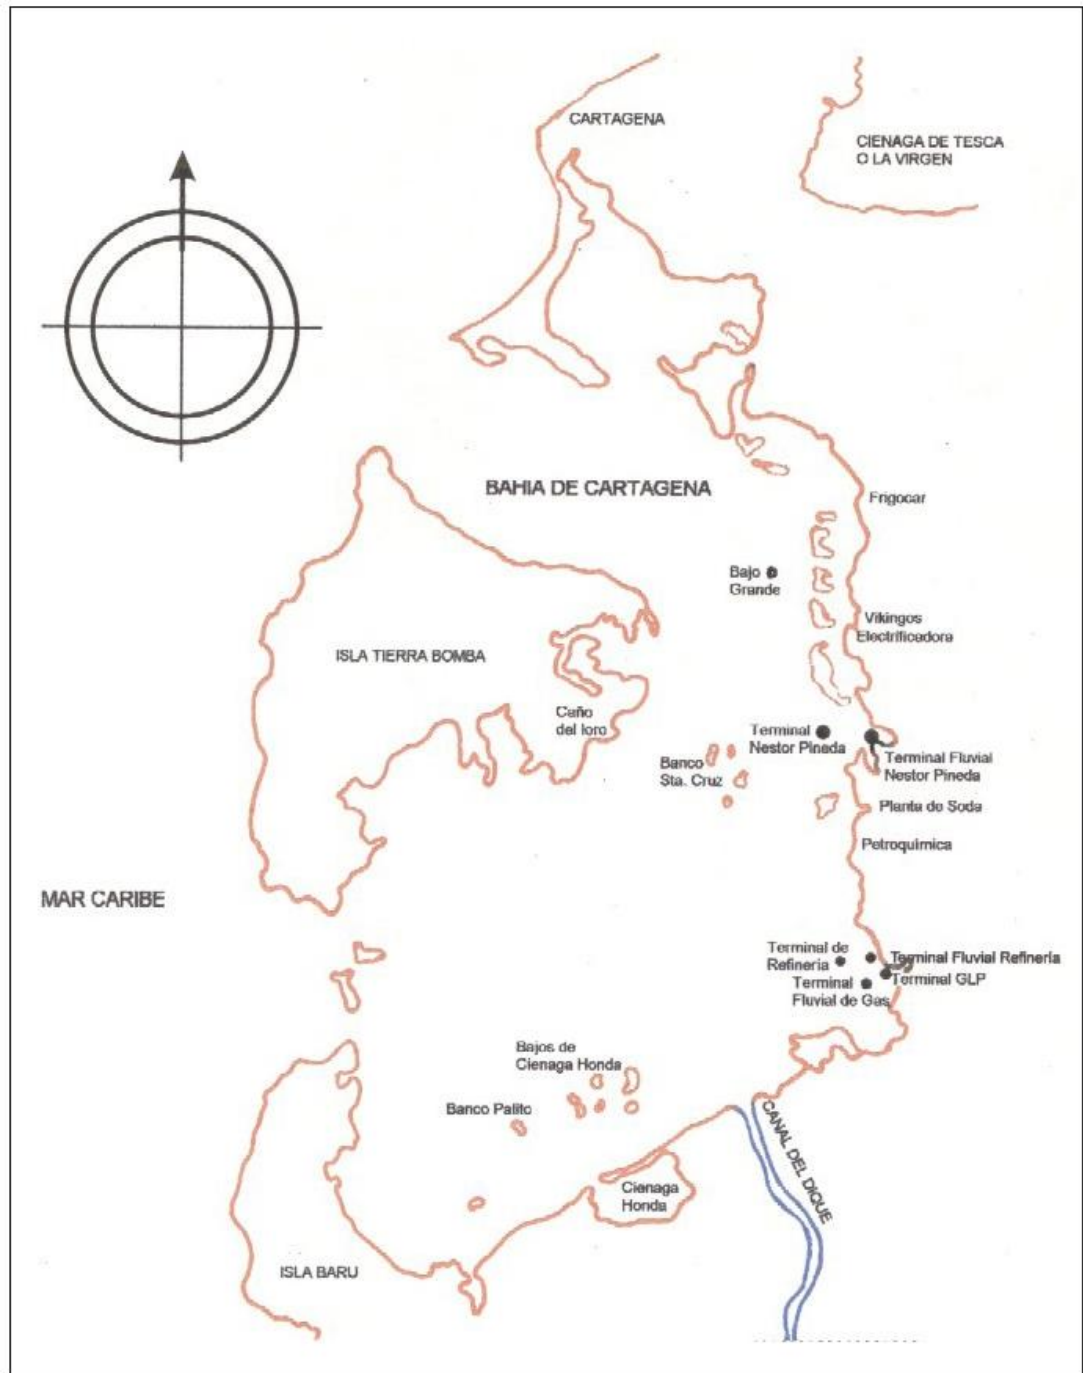 CARTAGENA
CIENAGA DE TESCA
O LA VIRGEN
BAHIA DE CARTAGENA
Frigocar
Bajo
Grande
Vikingos
Electrificadora
ISLA TIERRA BOMBA
Caño
del loro
Terminal
Nestor Pineda
Terminal Fluvial
Nestor Pineda
Banco
Sta. Cruz
Planta de Soda
Petroquimica
MAR CARIBE
Terminal de
Refineria
Terminal Fluvial Refineria
Terminal GLP
Terminal
Fluvial de Gas
Bajos de
Cienaga Honda
Banco Palito
CANAL DEL DIQUE
Cienaga
Honda
ISLA BARU